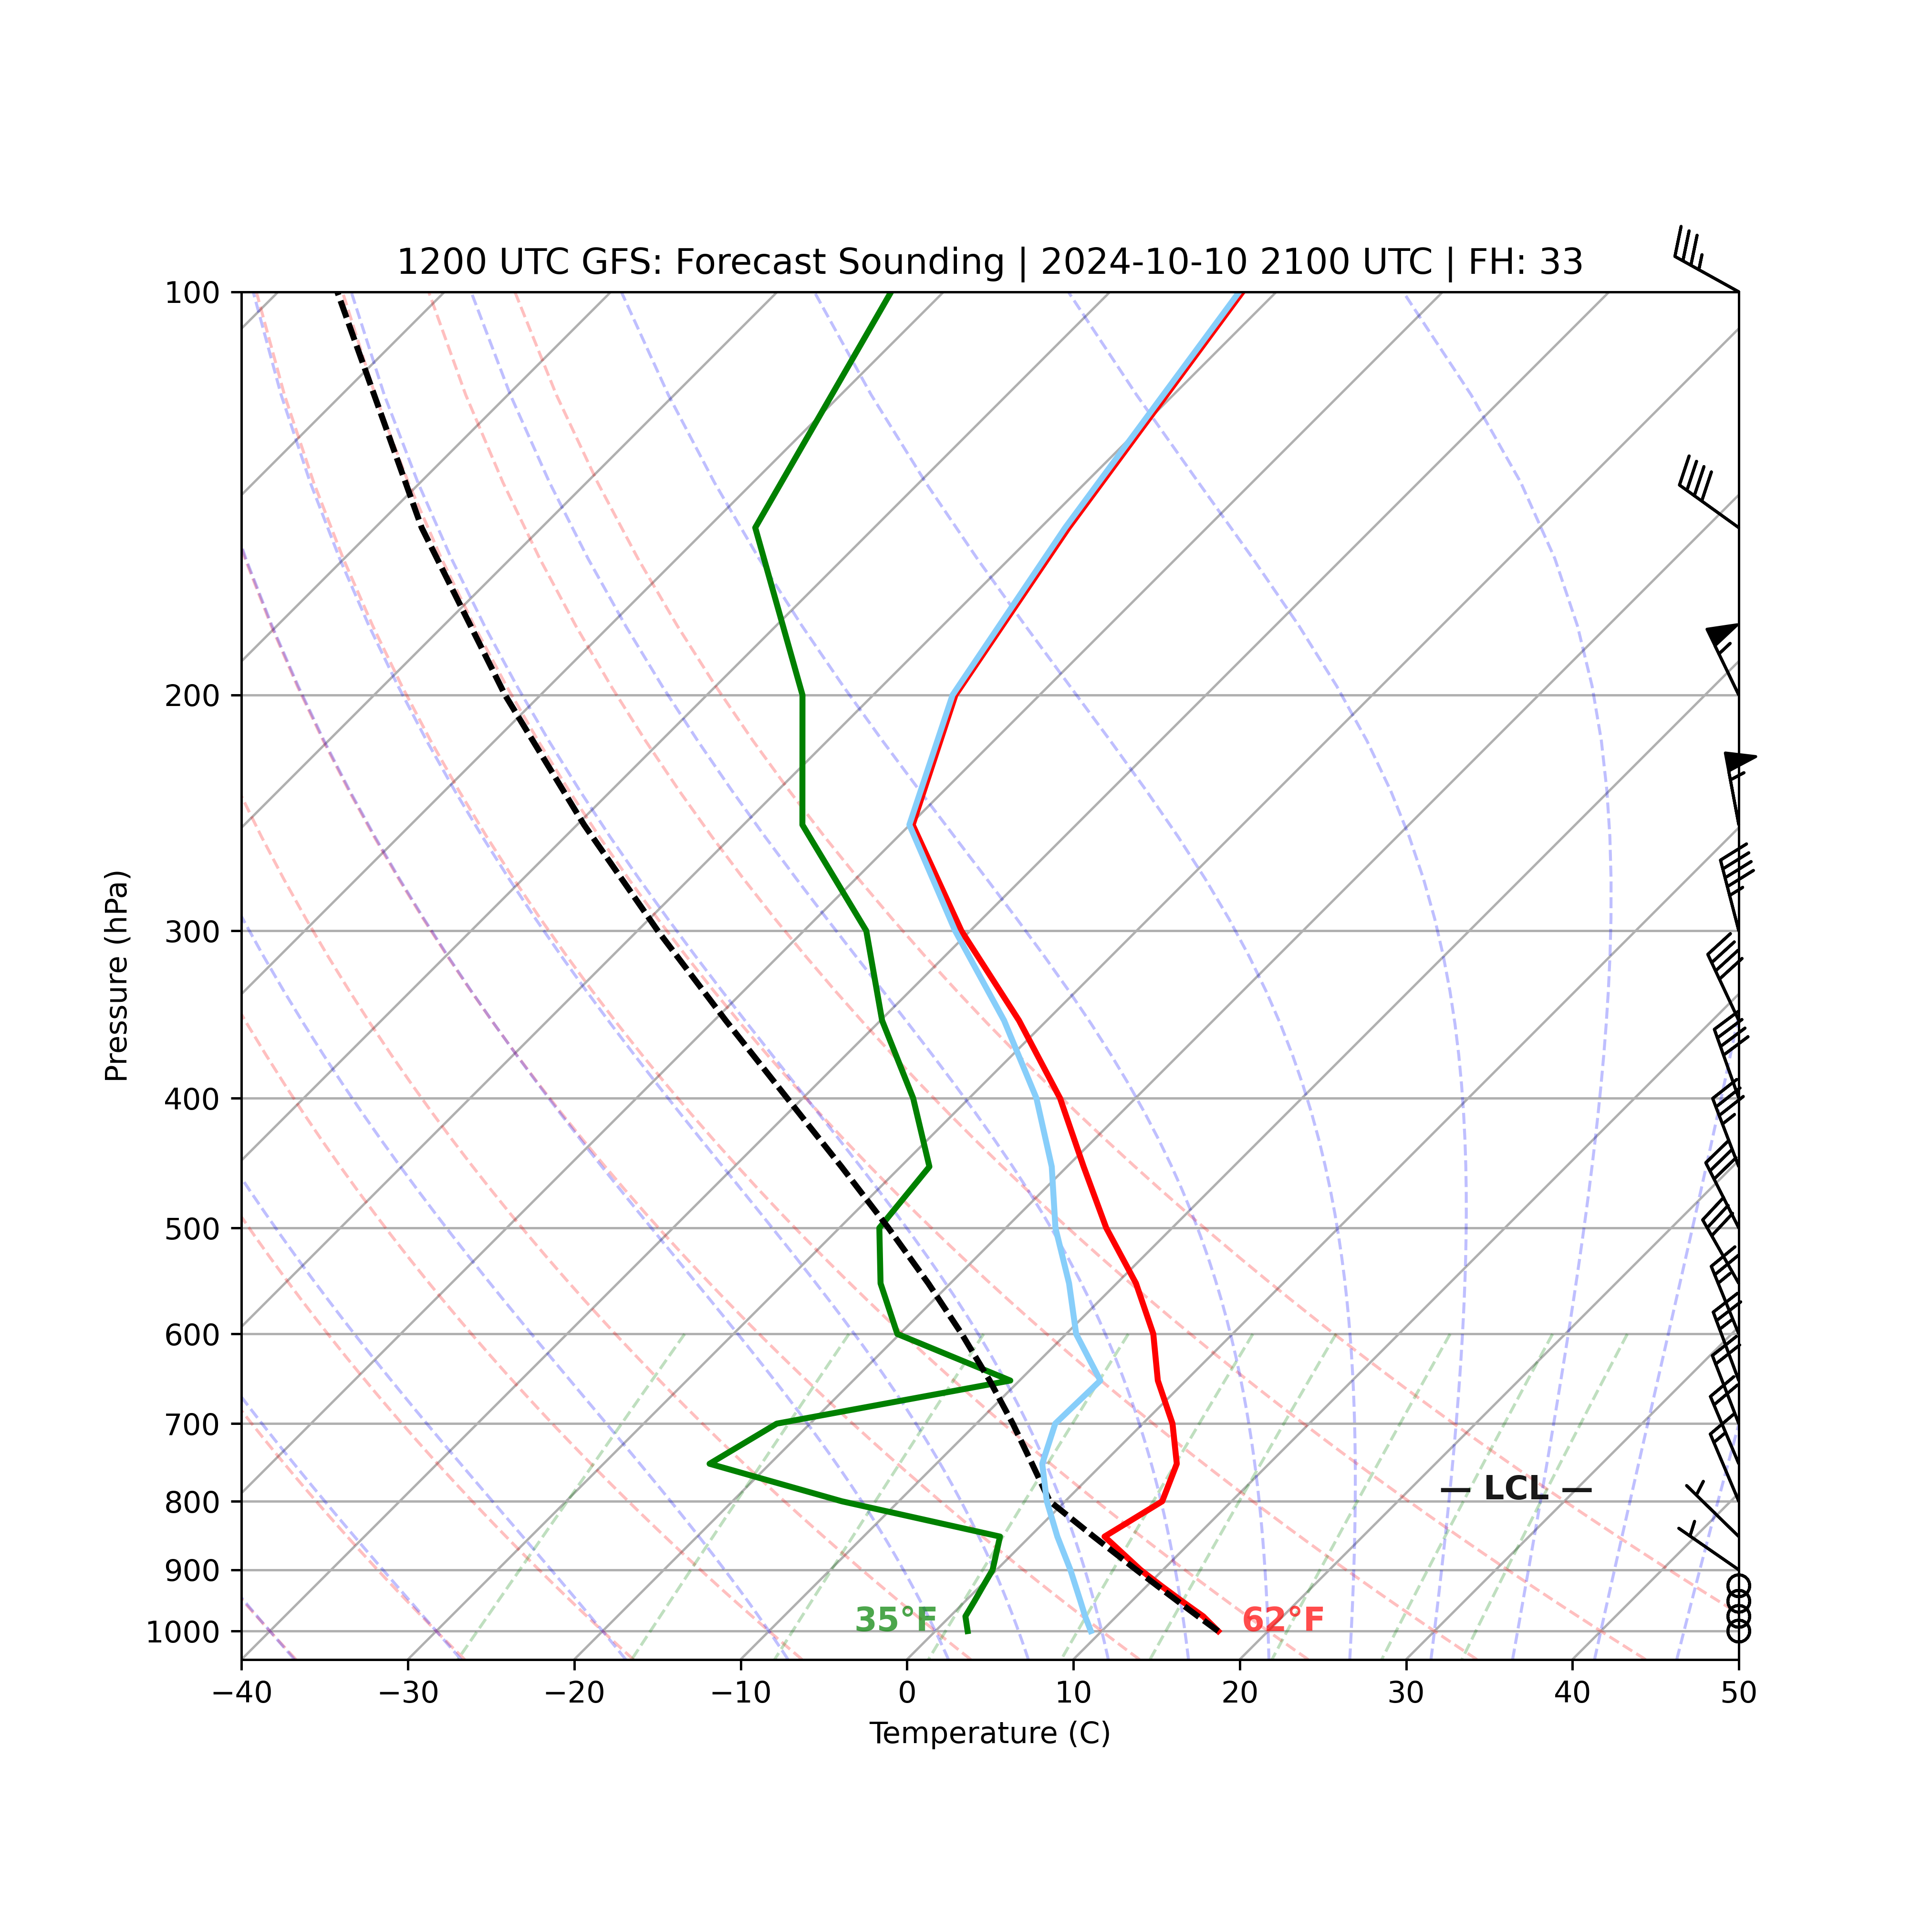 1200 UTC GFS: Forecast Sounding | 2024-10-10 2100 UTC | FH: 33
100
200
300
400
500
600
700
800
900
1000
Pressure (hPa)
— LCL —
35°F
62°F
−40 −30 −20 −10 0 10 20 30 40 50
Temperature (C)